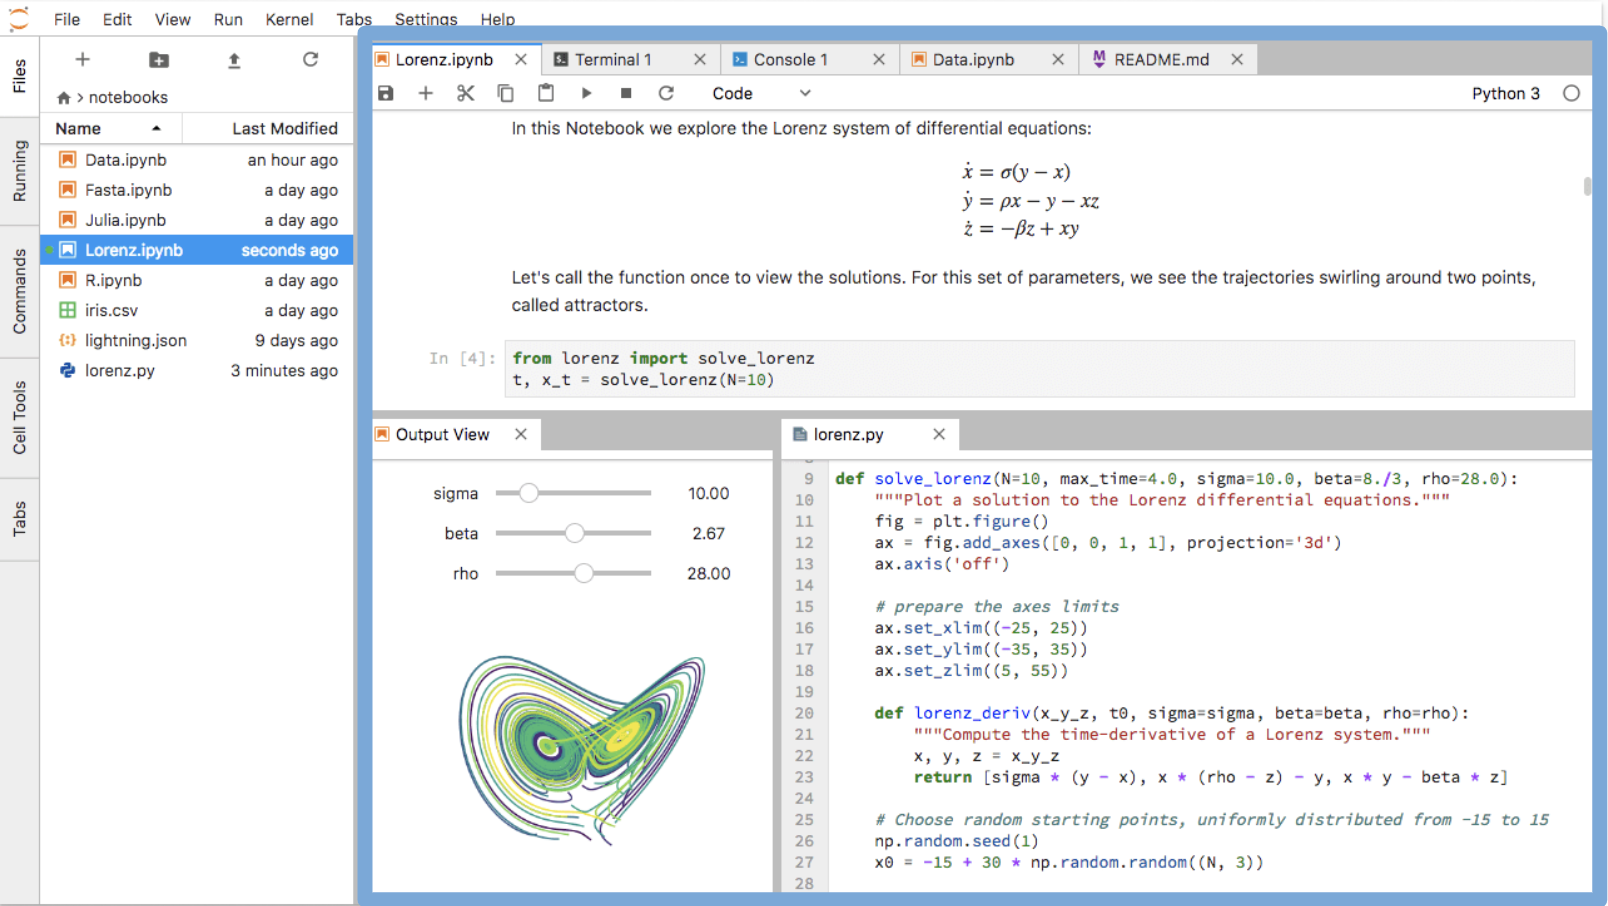 File Edit View Run Kernel Tabs Settings Help
Files
Running
Commands
Cell Tools
Tabs
notebooks
Name Last Modified
Data.ipynb an hour ago
Fasta.ipynb a day ago
Julia.ipynb a day ago
Lorenz.ipynb seconds ago
R.ipynb a day ago
iris.csv a day ago
lightning.json 9 days ago
lorenz.py 3 minutes ago
Lorenz.ipynb Terminal 1 Console 1 Data.ipynb README.md
Code Python 3
In this Notebook we explore the Lorenz system of differential equations:
ẋ = σ(y − x)
ẏ = ρx − y − xz
ż = −βz + xy
Let's call the function once to view the solutions. For this set of parameters, we see the trajectories swirling around two points,
called attractors.
In [4]: from lorenz import solve_lorenz
t, x_t = solve_lorenz(N=10)
Output View
sigma 10.00
beta 2.67
rho 28.00
lorenz.py
9 def solve_lorenz(N=10, max_time=4.0, sigma=10.0, beta=8./3, rho=28.0):
10     """Plot a solution to the Lorenz differential equations."""
11     fig = plt.figure()
12     ax = fig.add_axes([0, 0, 1, 1], projection='3d')
13     ax.axis('off')
14
15     # prepare the axes limits
16     ax.set_xlim((-25, 25))
17     ax.set_ylim((-35, 35))
18     ax.set_zlim((5, 55))
19
20     def lorenz_deriv(x_y_z, t0, sigma=sigma, beta=beta, rho=rho):
21         """Compute the time-derivative of a Lorenz system."""
22         x, y, z = x_y_z
23         return [sigma * (y - x), x * (rho - z) - y, x * y - beta * z]
24
25     # Choose random starting points, uniformly distributed from -15 to 15
26     np.random.seed(1)
27     x0 = -15 + 30 * np.random.random((N, 3))
28